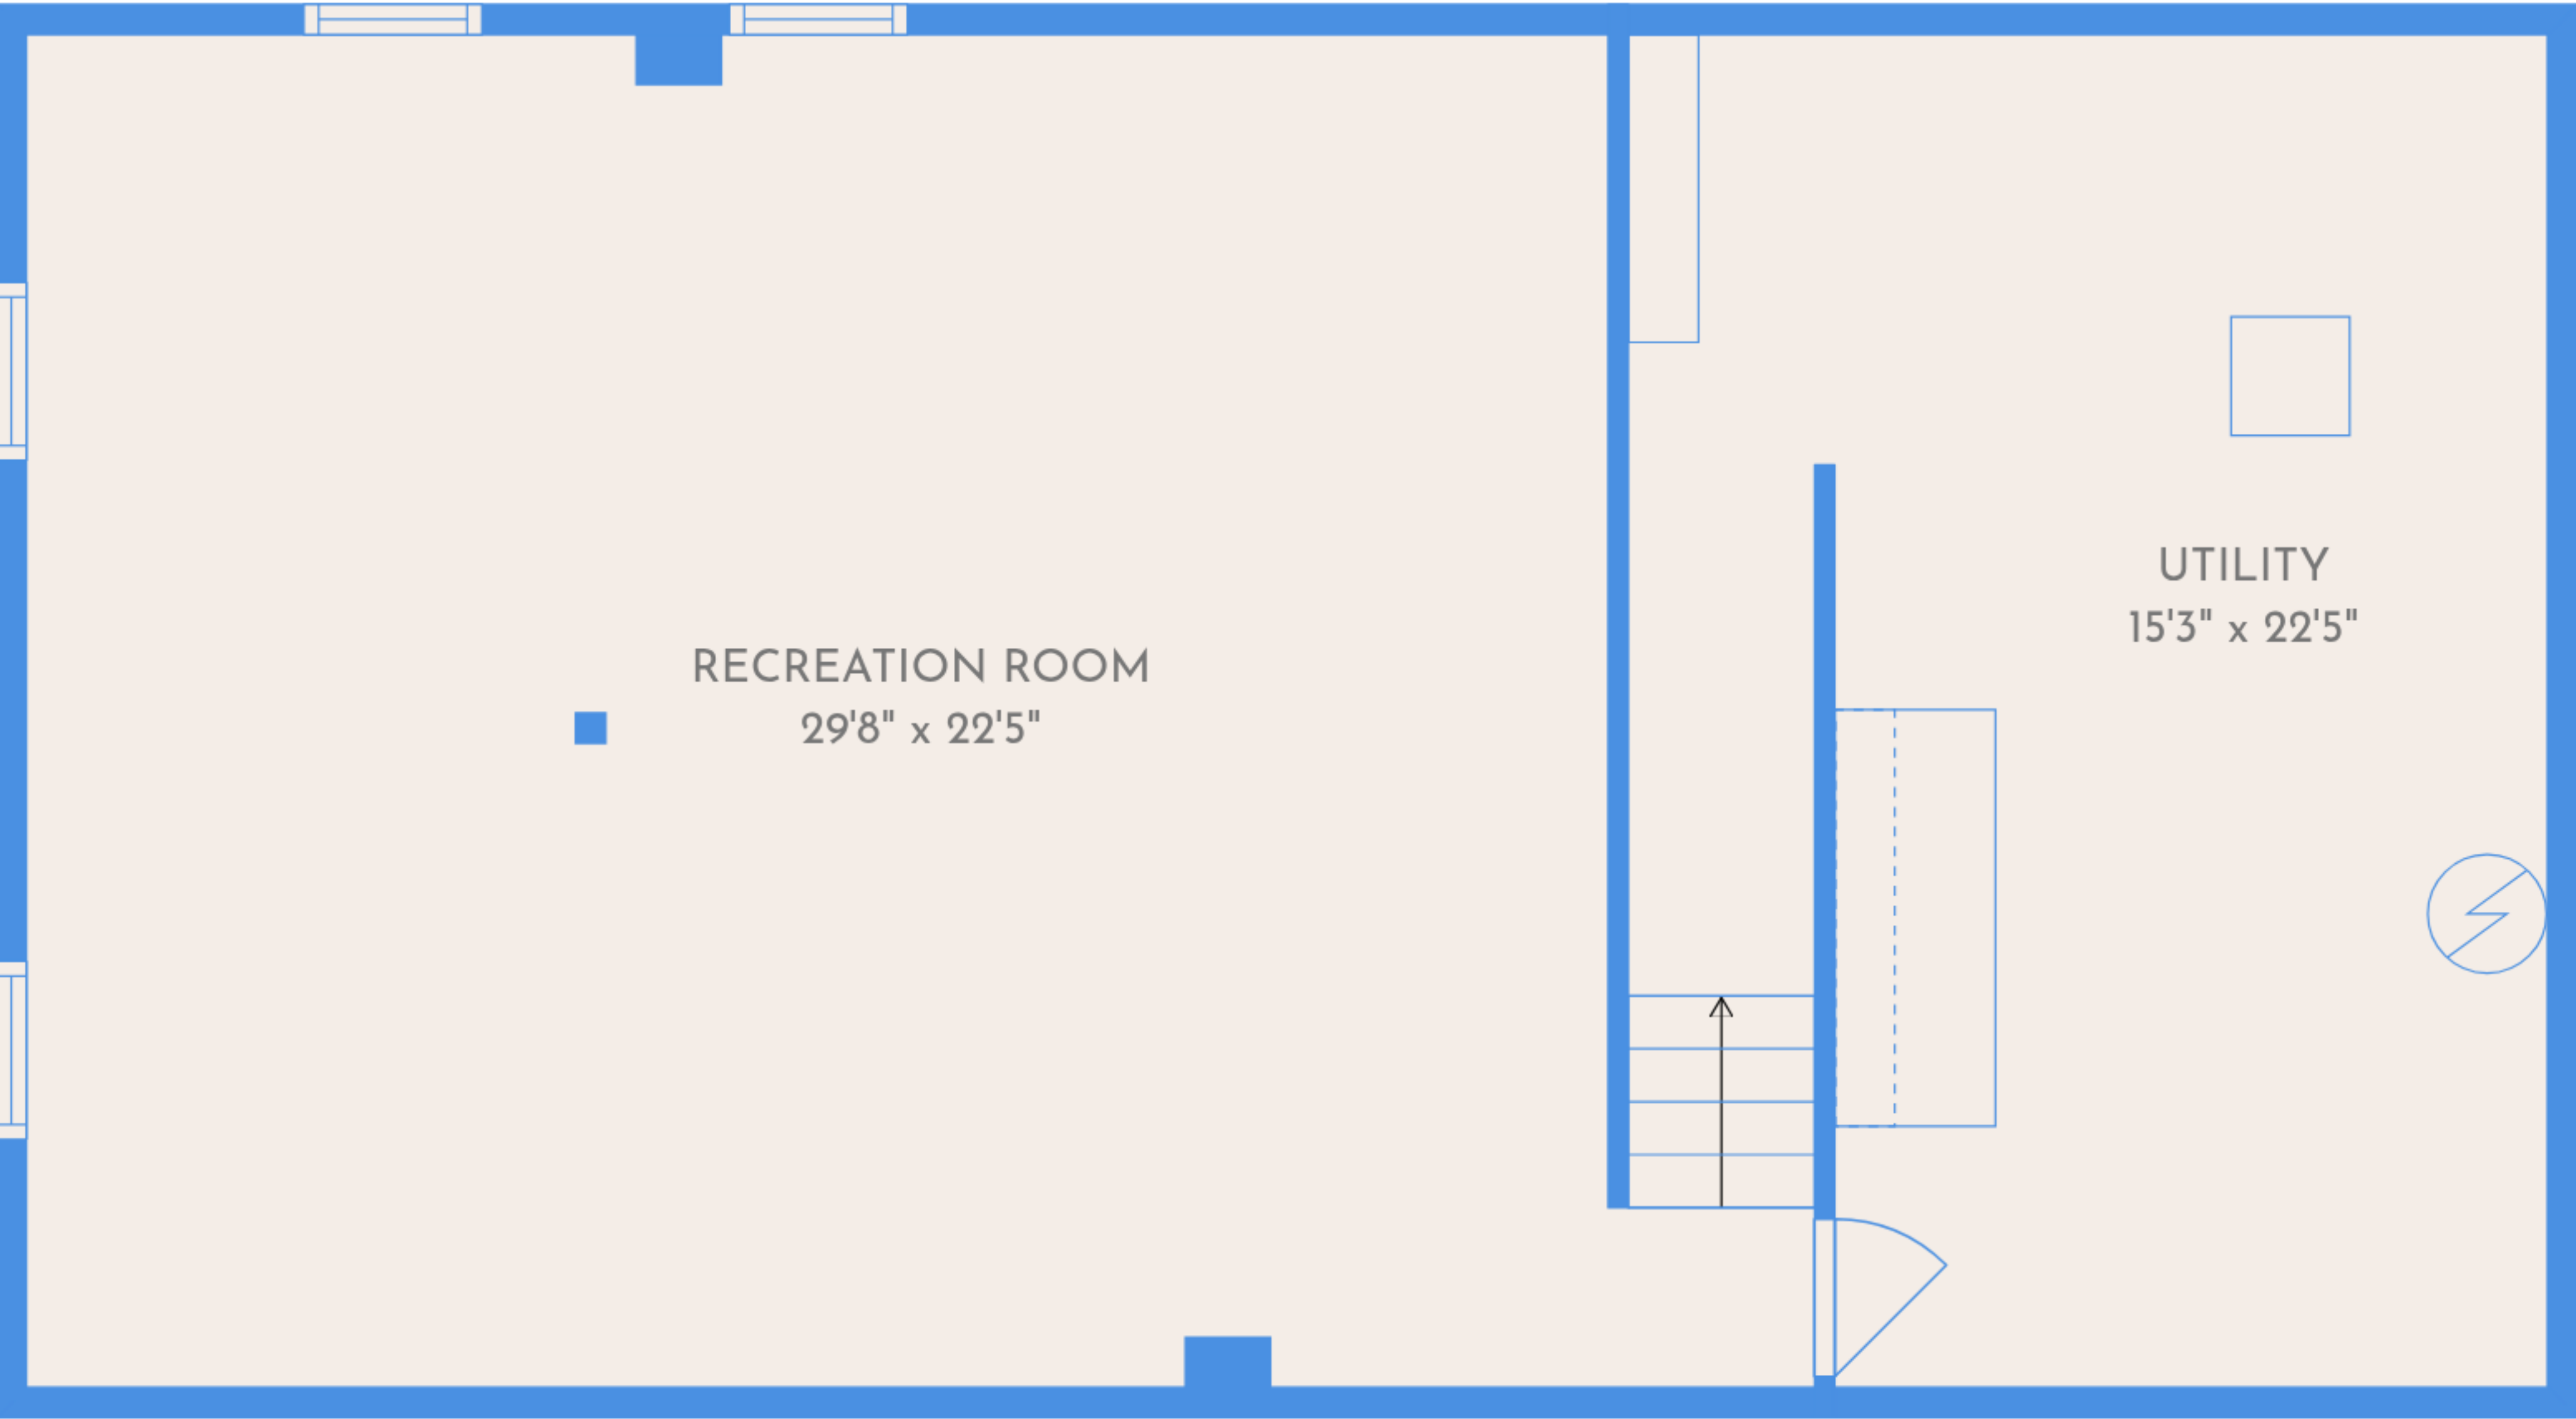 UTILITY
15'3" x 22'5"
RECREATION ROOM
29'8" x 22'5"